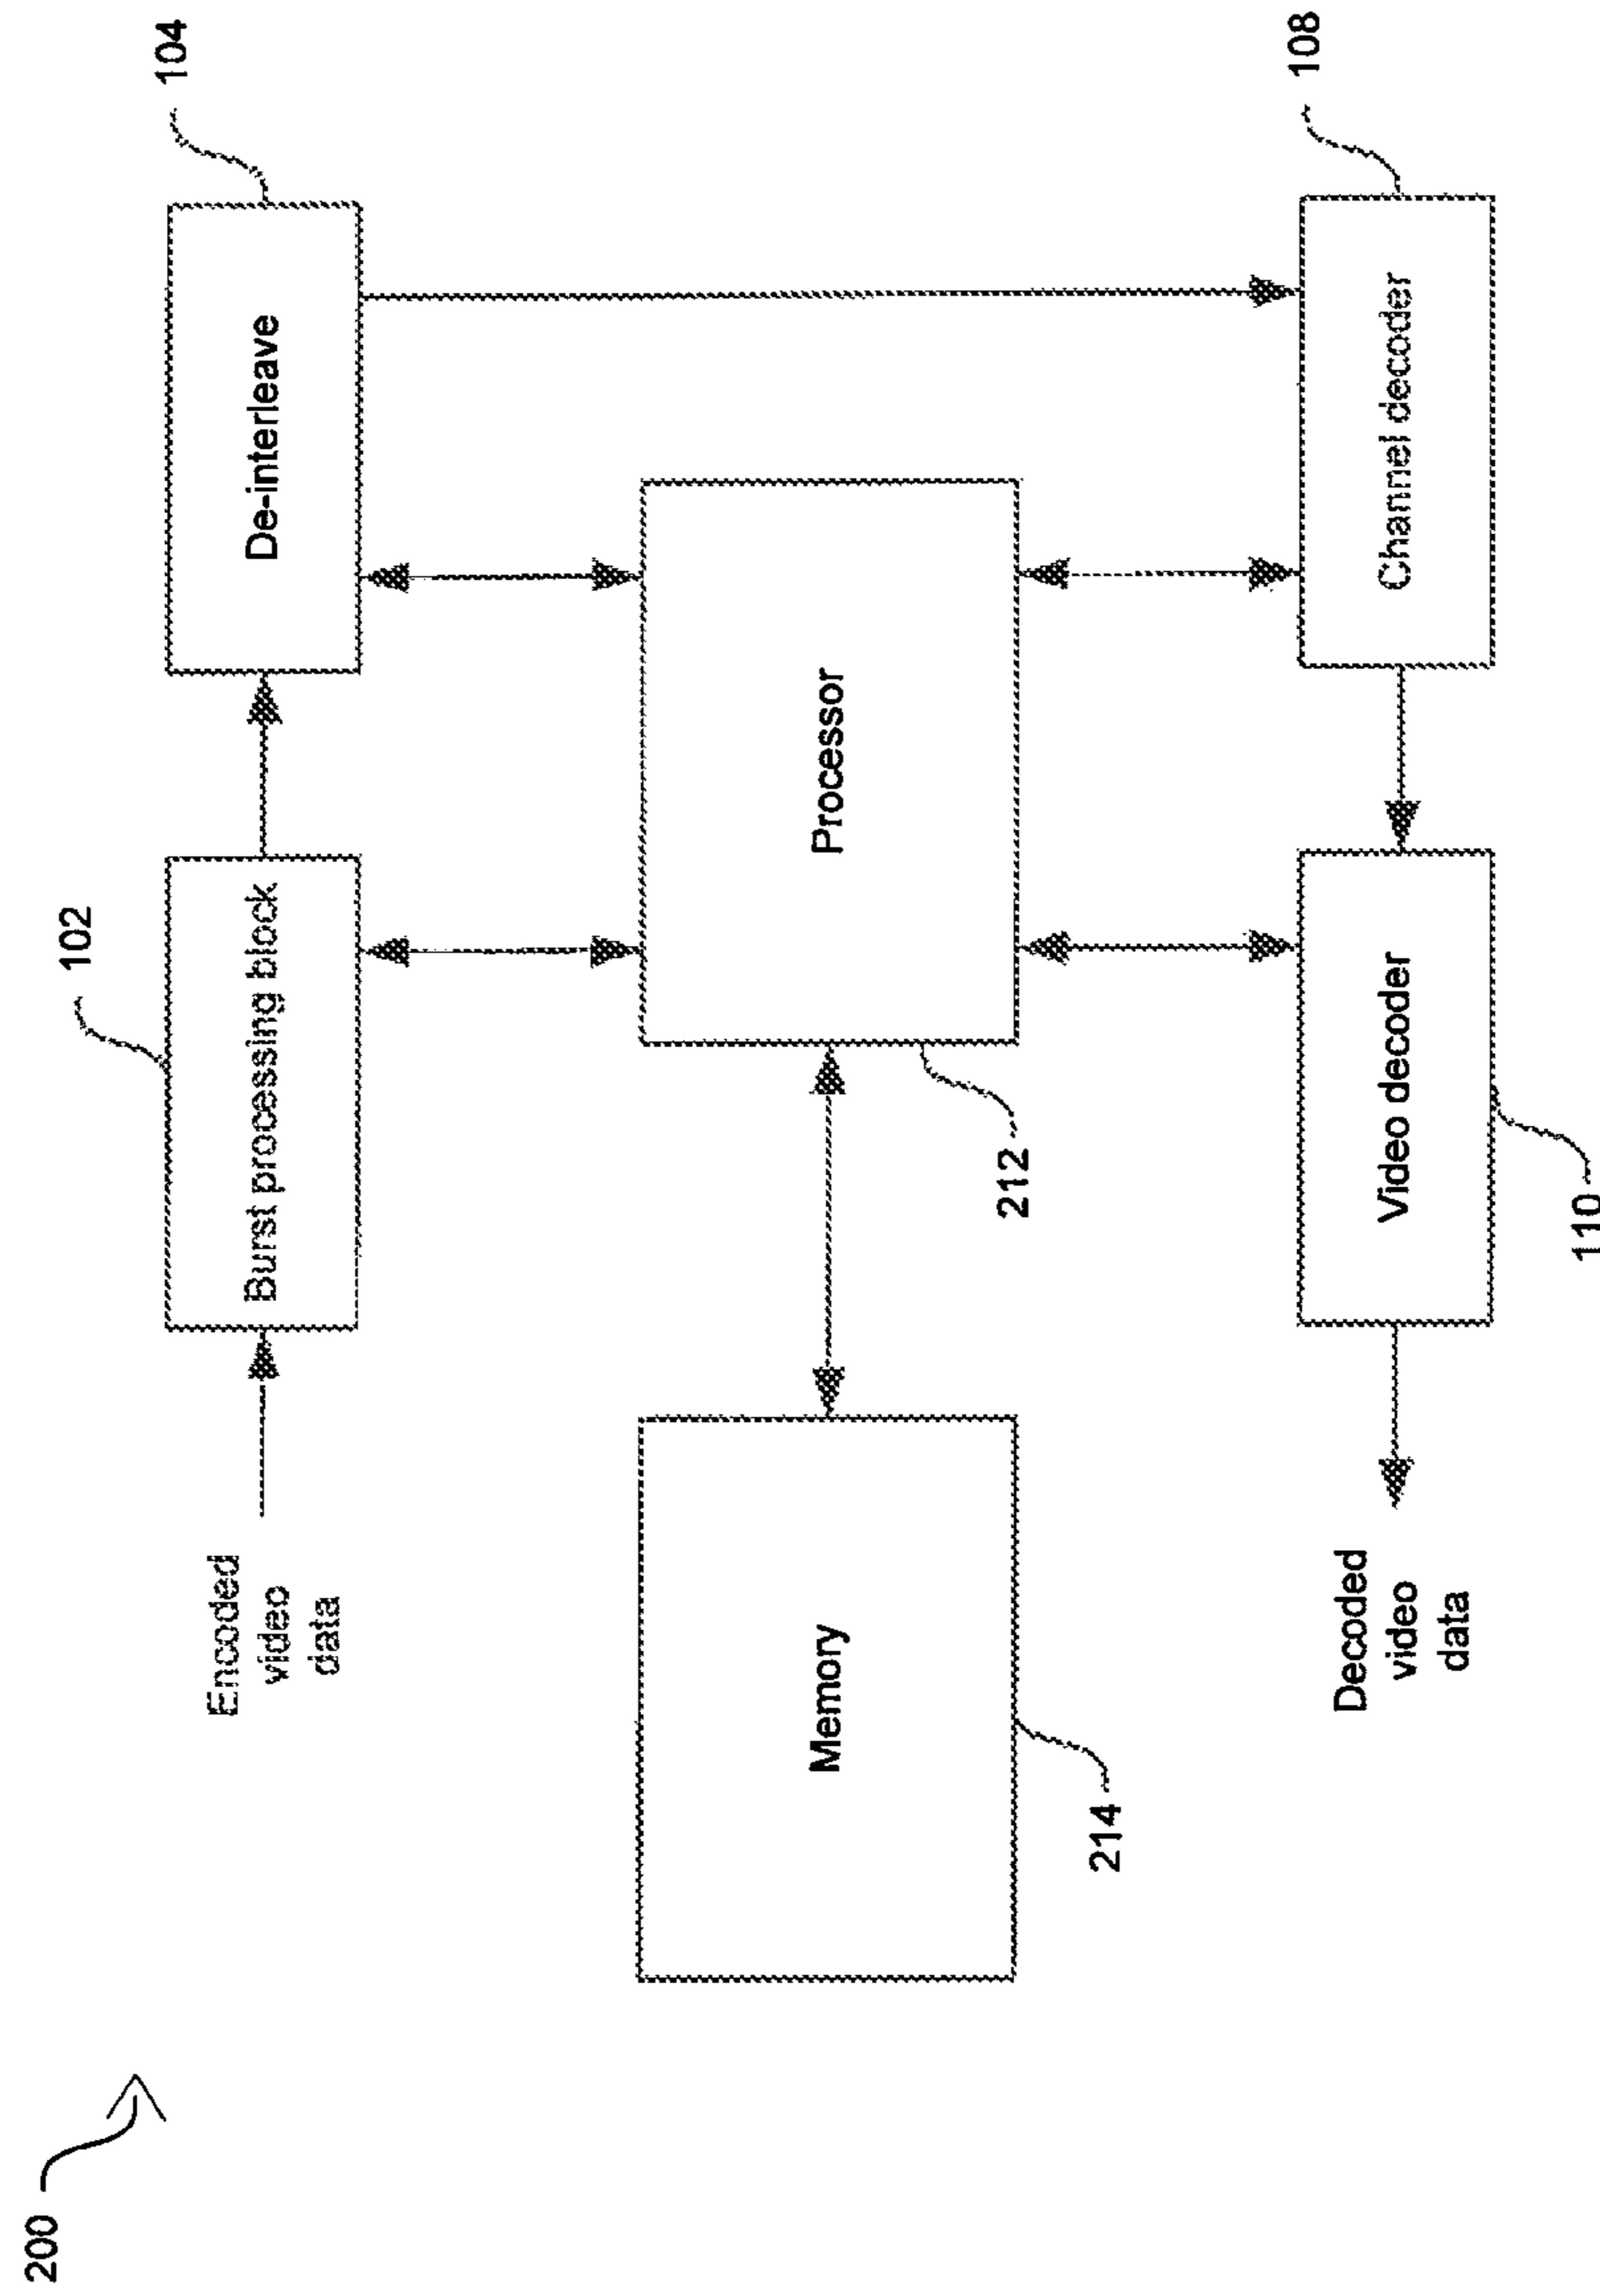 200
102
104
Encoded
video
data
Burst processing block
De-interleave
Memory
Processor
214
212
Decoded
video
data
Video decoder
Channel decoder
110
108